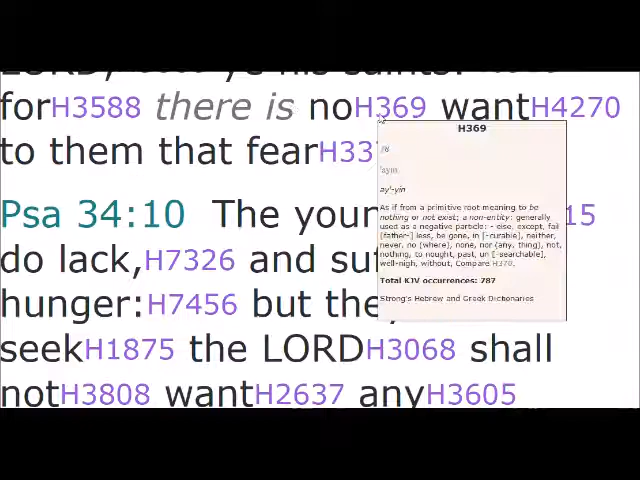 for H3588 there is no H369 want H4270
to them that fear H33
Psa 34:10 The your 15
do lack, H7326 and su
hunger: H7456 but they
seek H1875 the LORD H3068 shall
not H3808 want H2637 any H3605
H369
ay'-yin
As if from a primitive root meaning to be
nothing or not exist; a non-entity: generally
used as a negative particle: - else, except, fail
[father-] less, be gone, in [-curable], neither,
never, no (where), none, nor (any, thing), not,
nothing, to nought, past, un [-searchable],
well-nigh, without, Compare H370.
Total KJV occurrences: 787
Strong's Hebrew and Greek Dictionaries